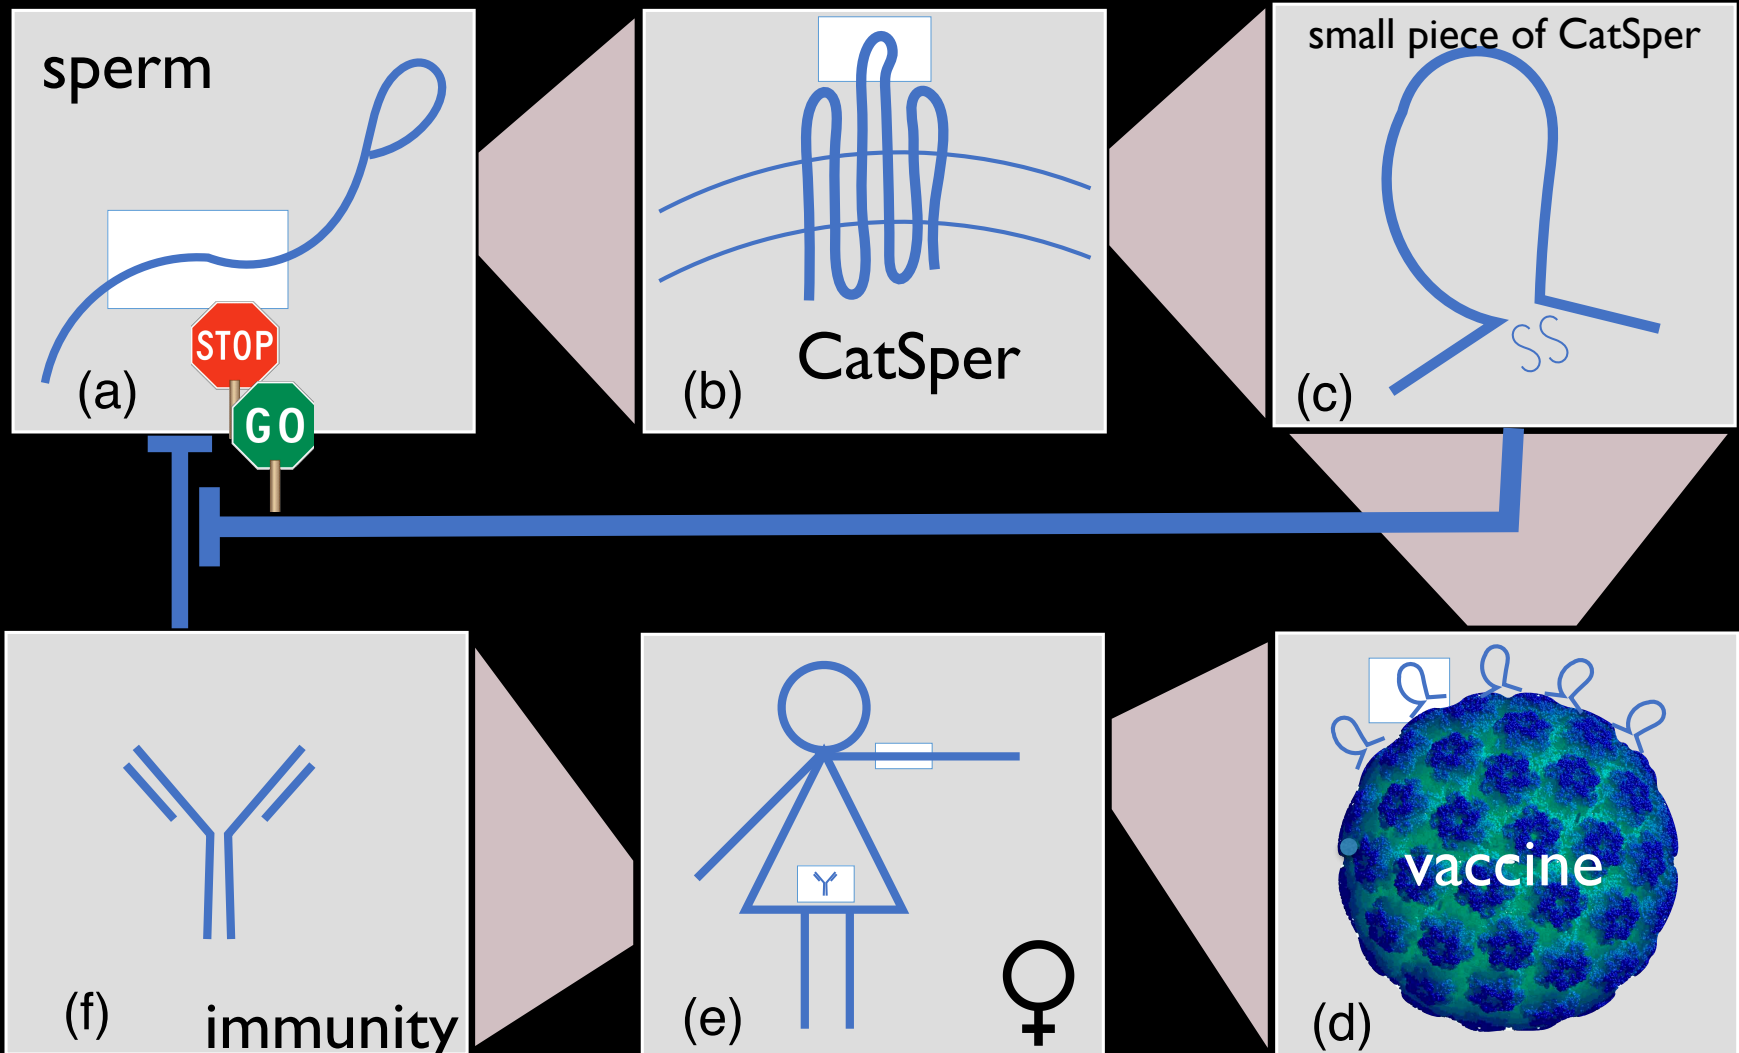 sperm
STOP
GO
(a)
CatSper
(b)
small piece of CatSper
SS
(c)
vaccine
(d)
(e)
(f)
immunity